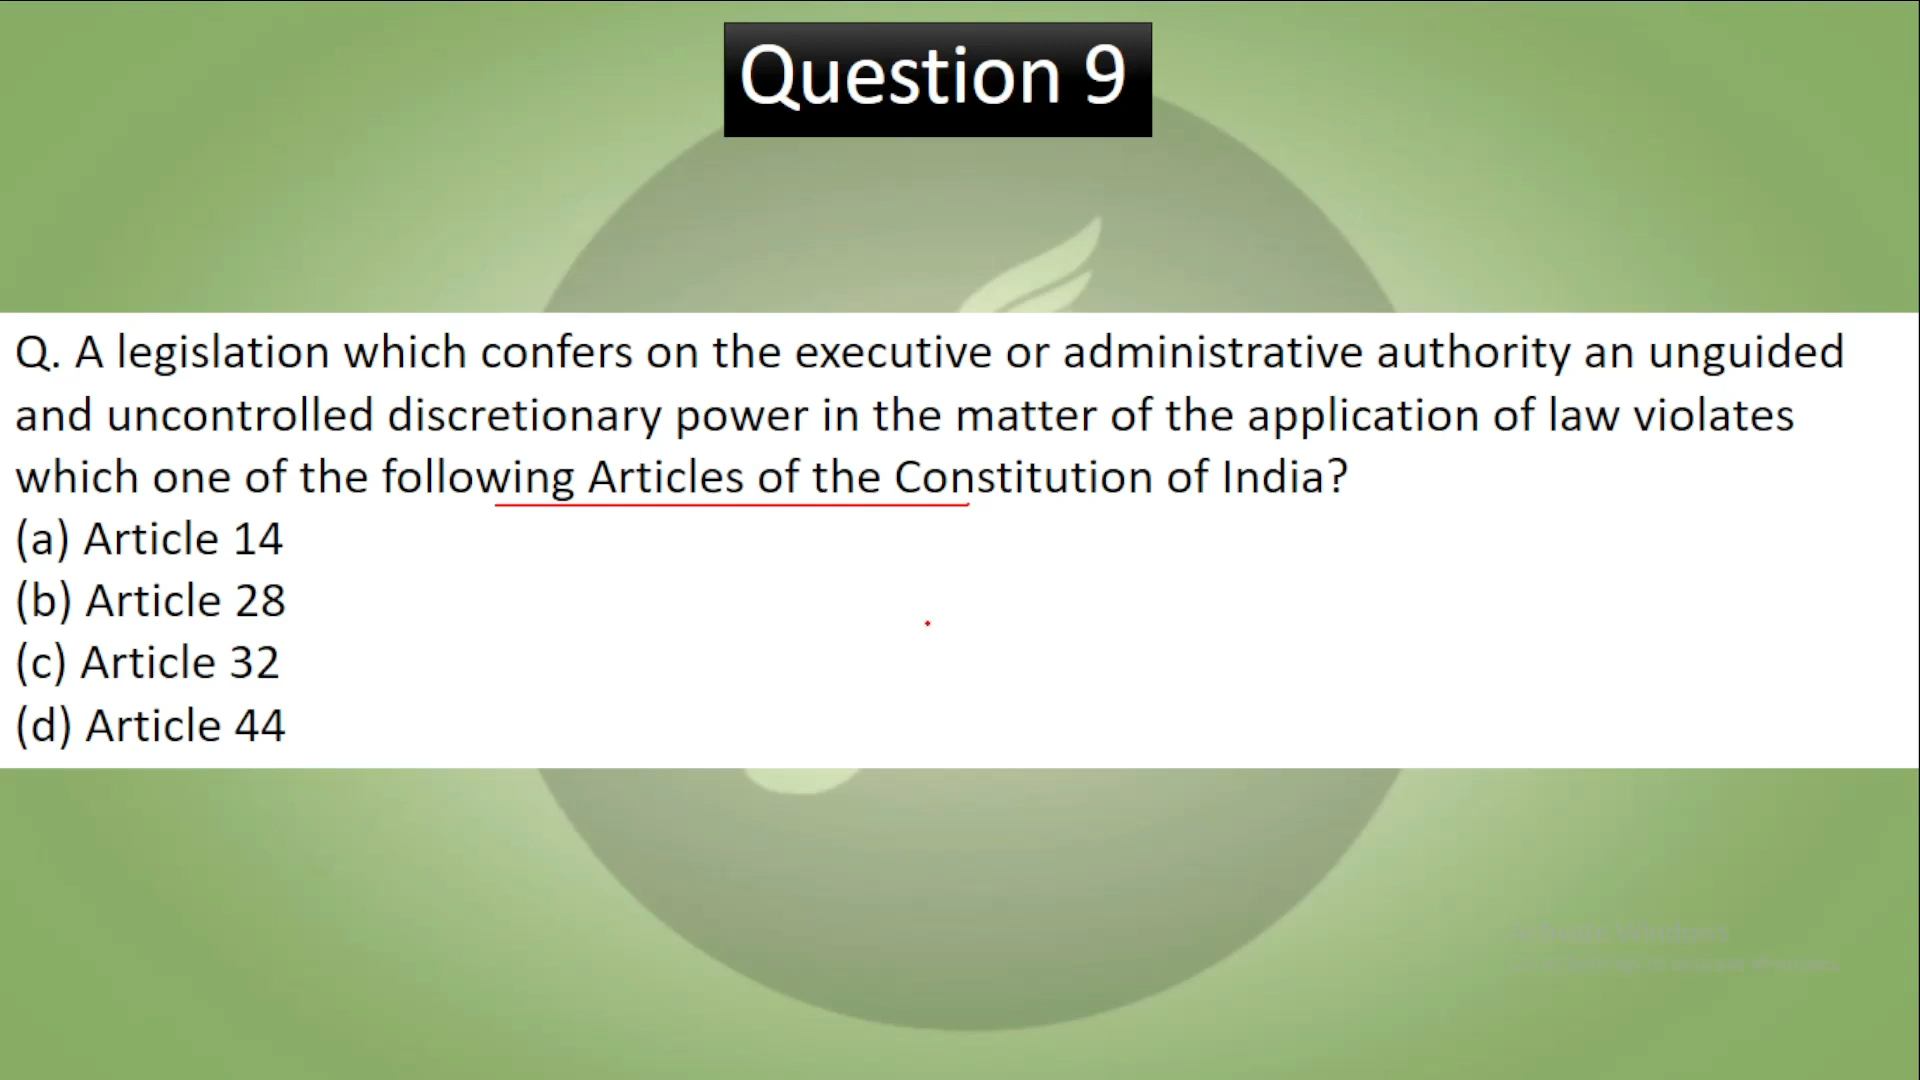 Question 9
Q. A legislation which confers on the executive or administrative authority an unguided
and uncontrolled discretionary power in the matter of the application of law violates
which one of the following Articles of the Constitution of India?
(a) Article 14
(b) Article 28
(c) Article 32
(d) Article 44
Activate Windows